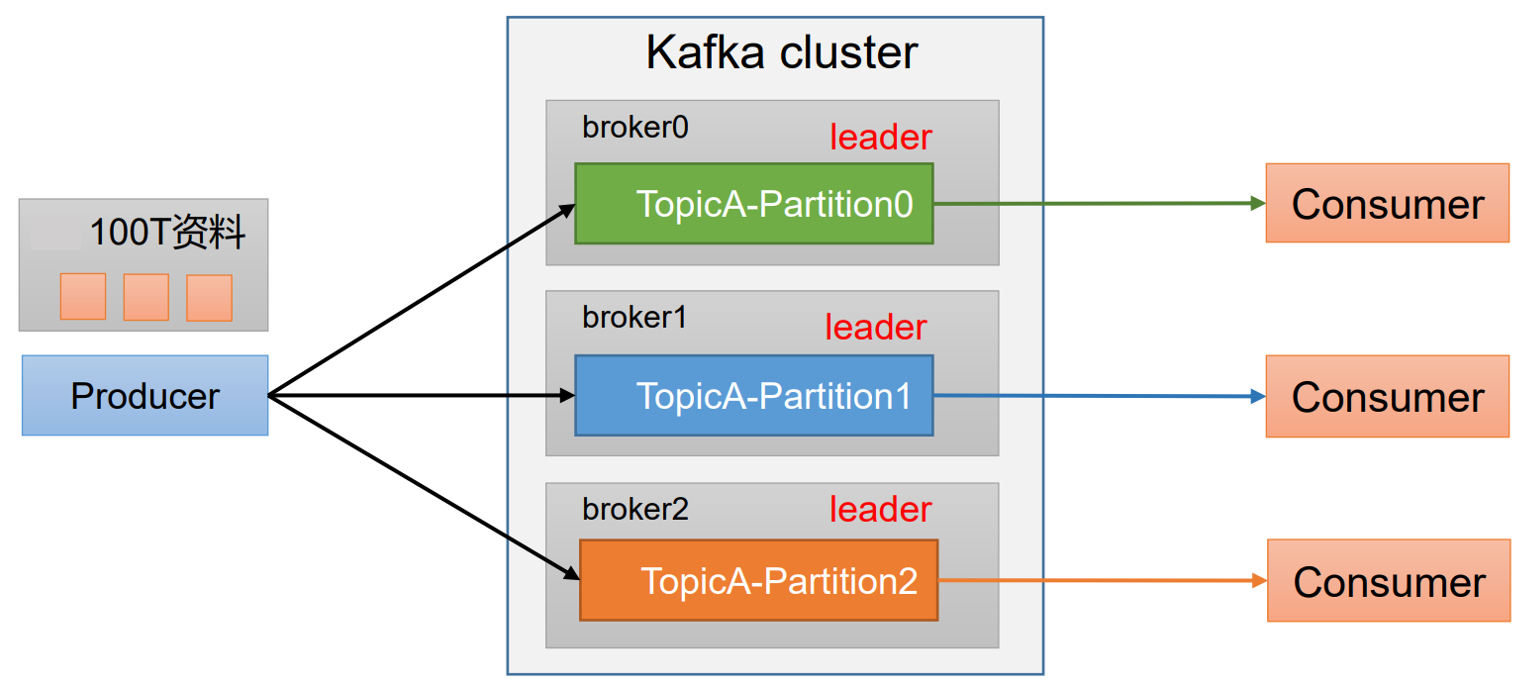 Kafka cluster
broker0
leader
TopicA-Partition0
Consumer
100T资料
Producer
broker1
leader
TopicA-Partition1
Consumer
broker2
leader
TopicA-Partition2
Consumer